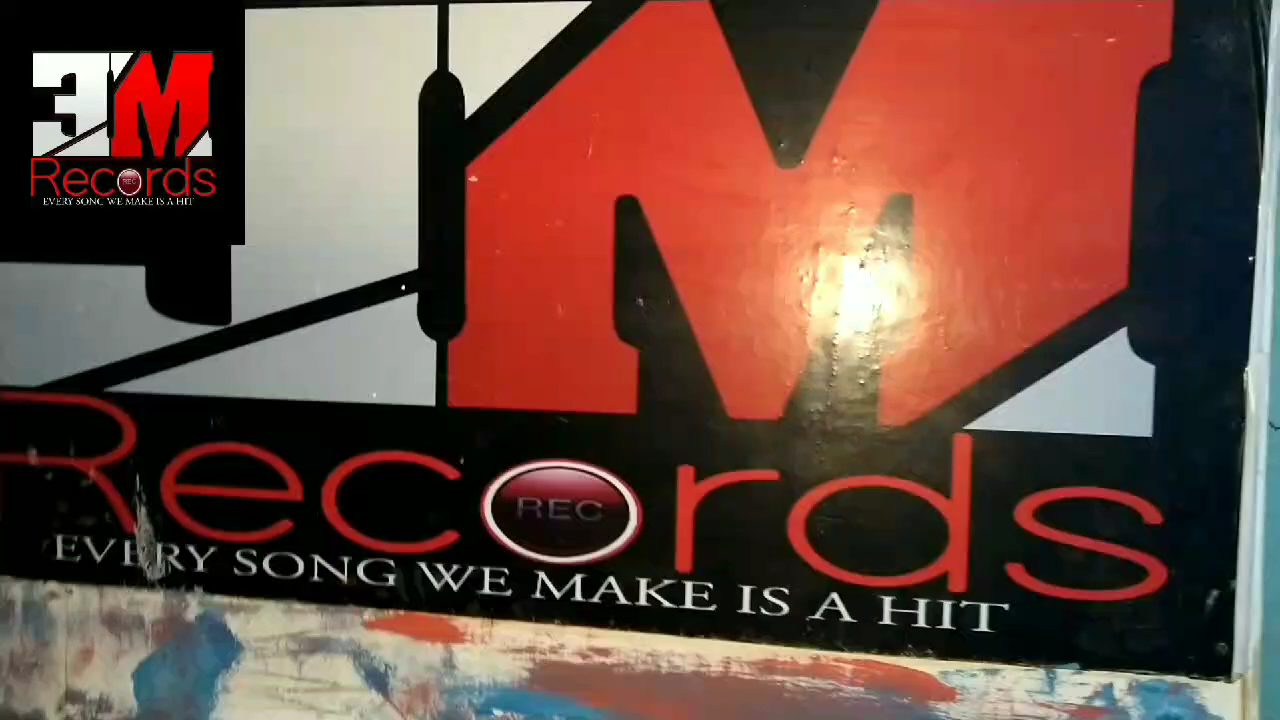 3M
Records
REC
EVERY SONG WE MAKE IS A HIT
M
Records
REC
EVERY SONG WE MAKE IS A HIT